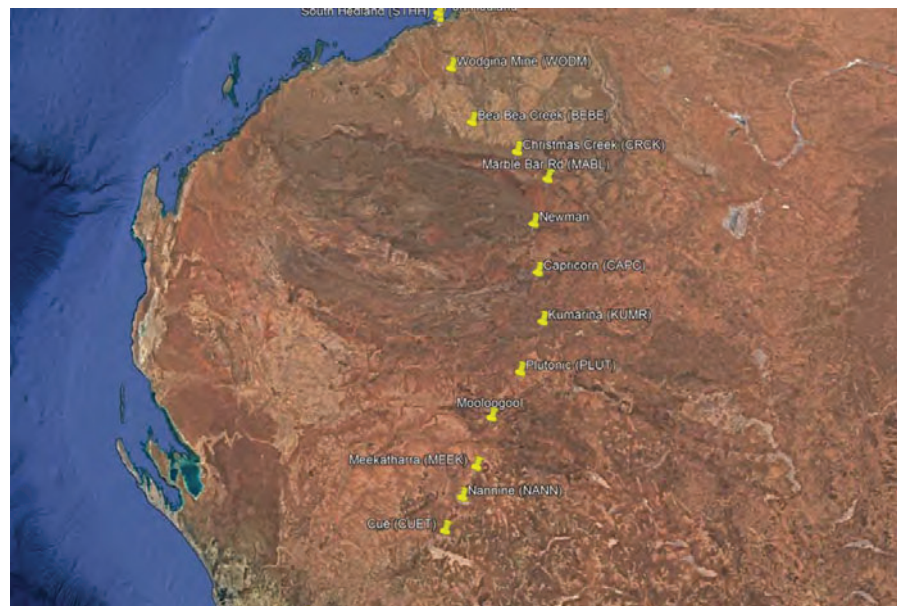 South Hedland (STHH)
Wodgina Mine (WODM)
Bea Bea Creek (BEBE)
Christmas Creek (CRCK)
Marble Bar Rd (MABL)
Newman
Capricorn (CAPC)
Kumarina (KUMR)
Plutonic (PLUT)
Mooloogool
Meekatharra (MEEK)
Nannine (NANN)
Cue (CUET)